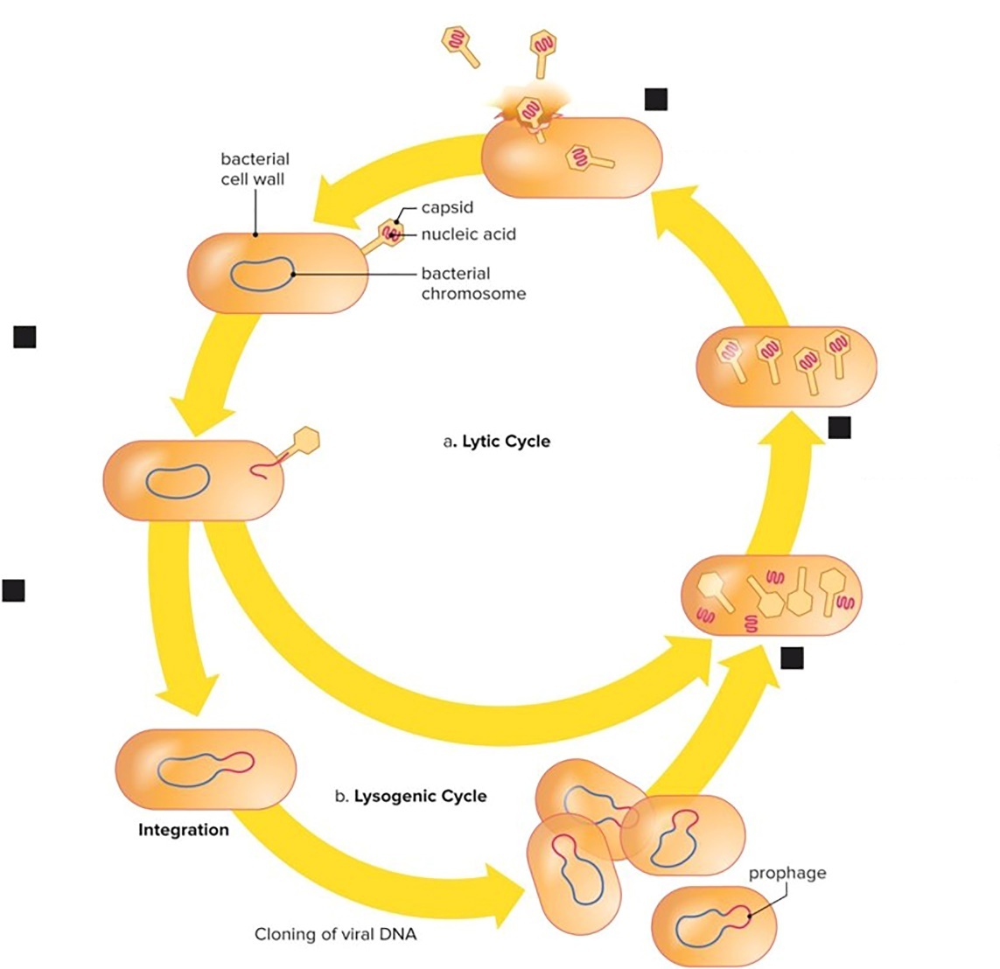 bacterial
cell wall
capsid
nucleic acid
bacterial
chromosome
a. Lytic Cycle
b. Lysogenic Cycle
Integration
prophage
Cloning of viral DNA